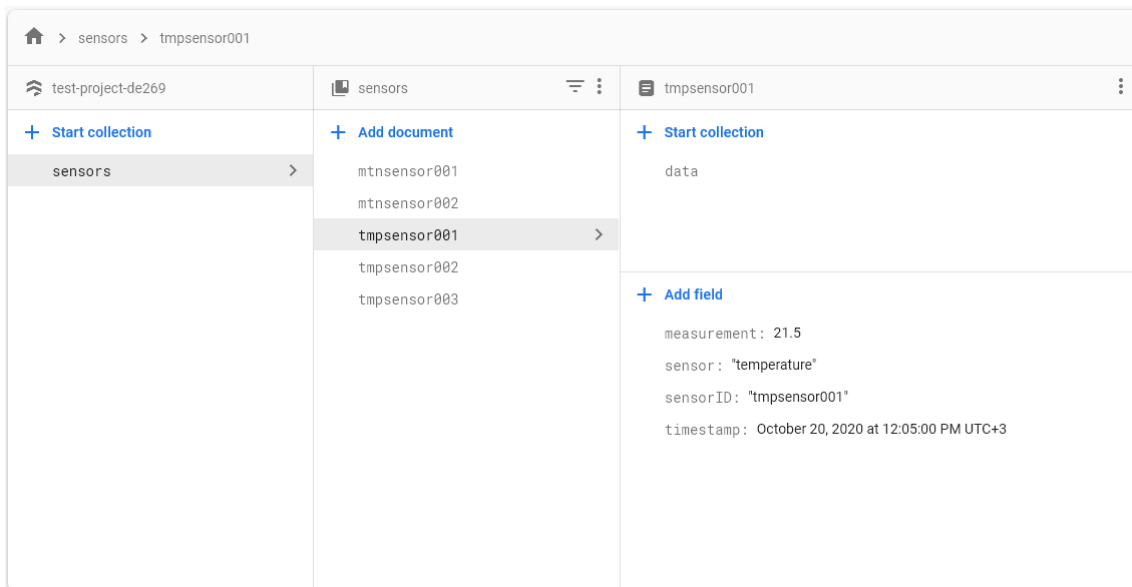 sensors > tmpsensor001
test-project-de269
sensors
tmpsensor001
+ Start collection
sensors
+ Add document
mtnsensor001
mtnsensor002
tmpsensor001
tmpsensor002
tmpsensor003
+ Start collection
data
+ Add field
measurement: 21.5
sensor: "temperature"
sensorID: "tmpsensor001"
timestamp: October 20, 2020 at 12:05:00 PM UTC+3